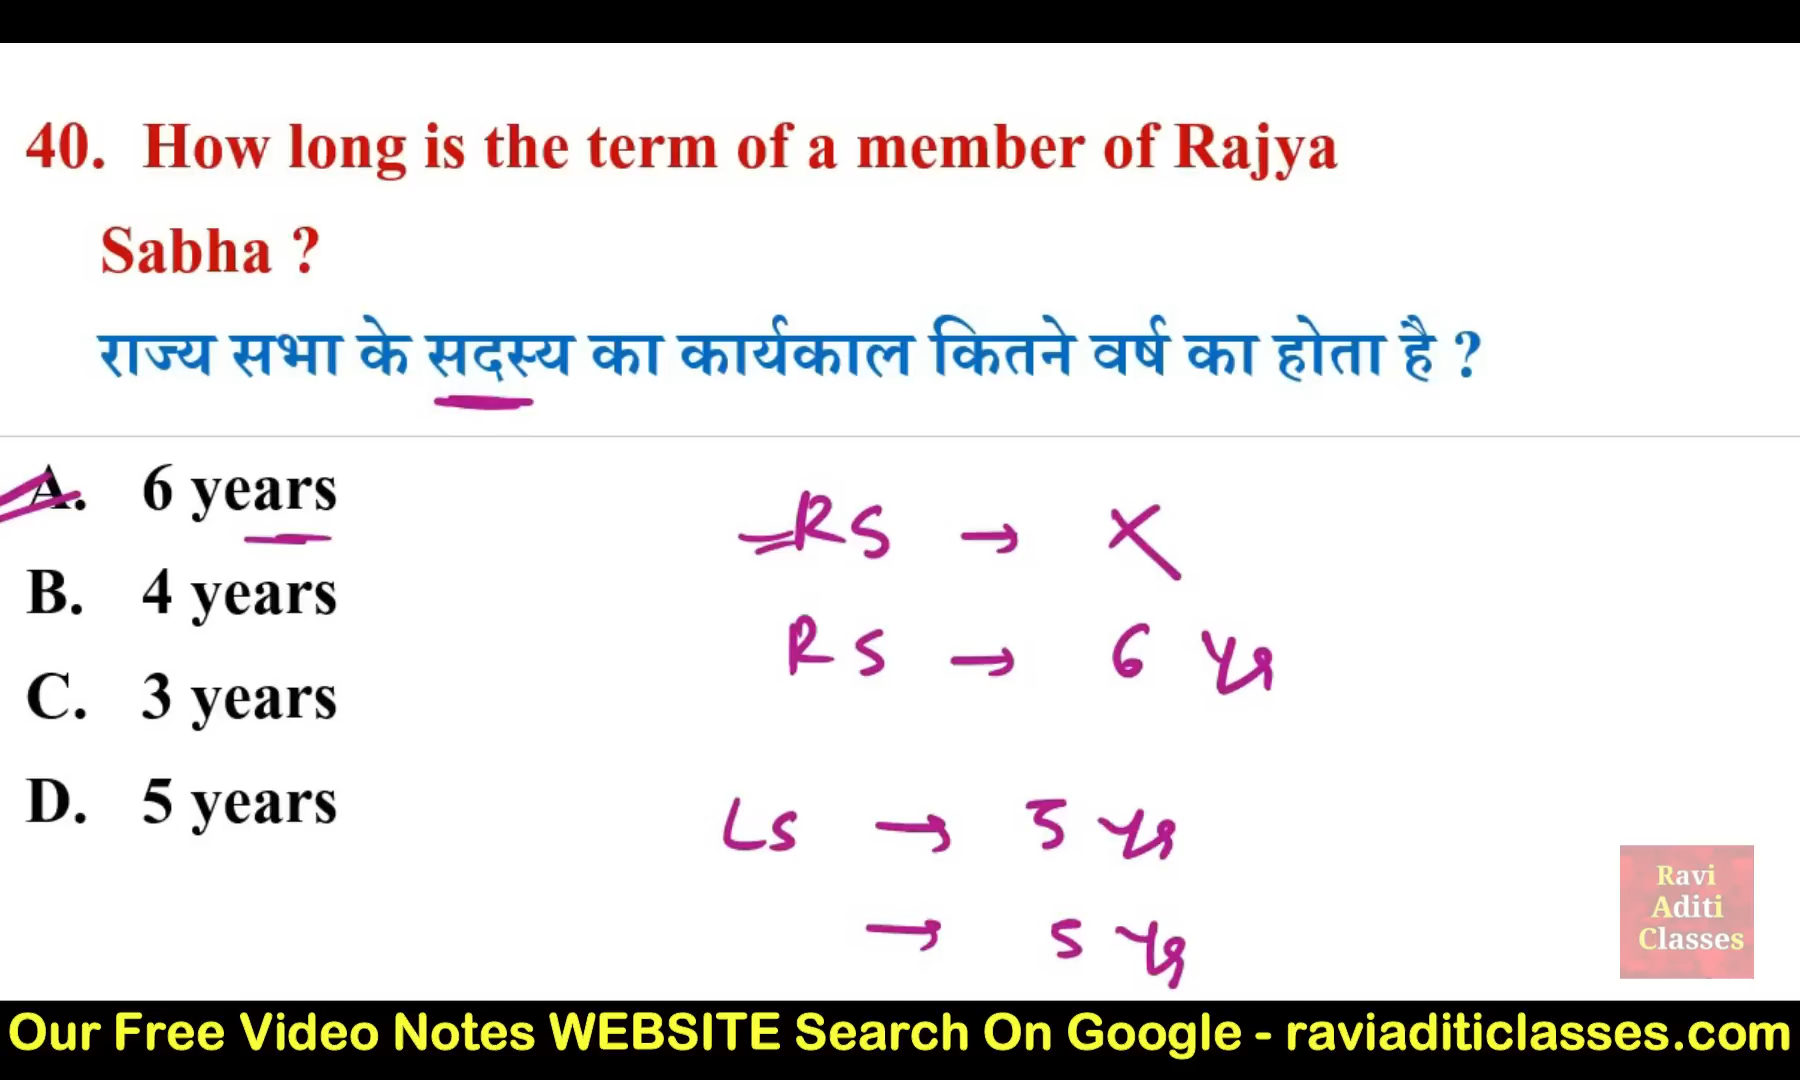 40. How long is the term of a member of Rajya
Sabha ?
राज्य सभा के सदस्य का कार्यकाल कितने वर्ष का होता है ?
A. 6 years
B. 4 years
C. 3 years
D. 5 years
RS → X
RS → 6 yr
LS → 5 yr
→ 5 yr
Ravi
Aditi
Classes
Our Free Video Notes WEBSITE Search On Google - raviaditiclasses.com